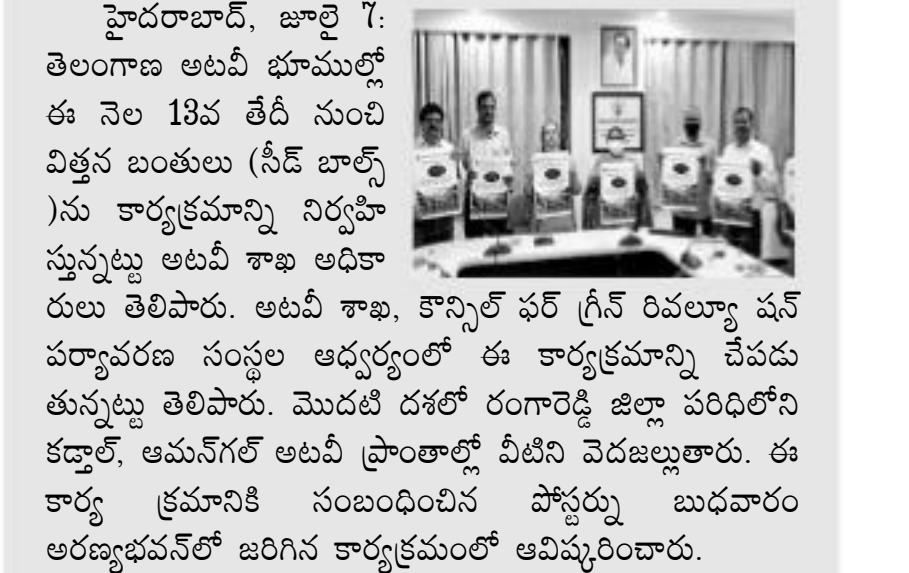 హైదరాబాద్, జూలై 7:
తెలంగాణ అటవీ భూముల్లో
ఈ నెల 13వ తేదీ నుంచి
విత్తన బంతులు (సీడ్ బాల్స్
)ను కార్యక్రమాన్ని నిర్వహి
స్తున్నట్టు అటవీ శాఖ అధికా
రులు తెలిపారు. అటవీ శాఖ, కౌన్సిల్ ఫర్ గ్రీన్ రివల్యూ షన్
పర్యావరణ సంస్థల ఆధ్వర్యంలో ఈ కార్యక్రమాన్ని చేపడు
తున్నట్టు తెలిపారు. మొదటి దశలో రంగారెడ్డి జిల్లా పరిధిలోని
కడ్తాల్, ఆమన్‌గల్ అటవీ ప్రాంతాల్లో వీటిని వెదజల్లుతారు. ఈ
కార్య క్రమానికి సంబంధించిన పోస్టర్ను బుధవారం
అరణ్యభవన్‌లో జరిగిన కార్యక్రమంలో ఆవిష్కరించారు.